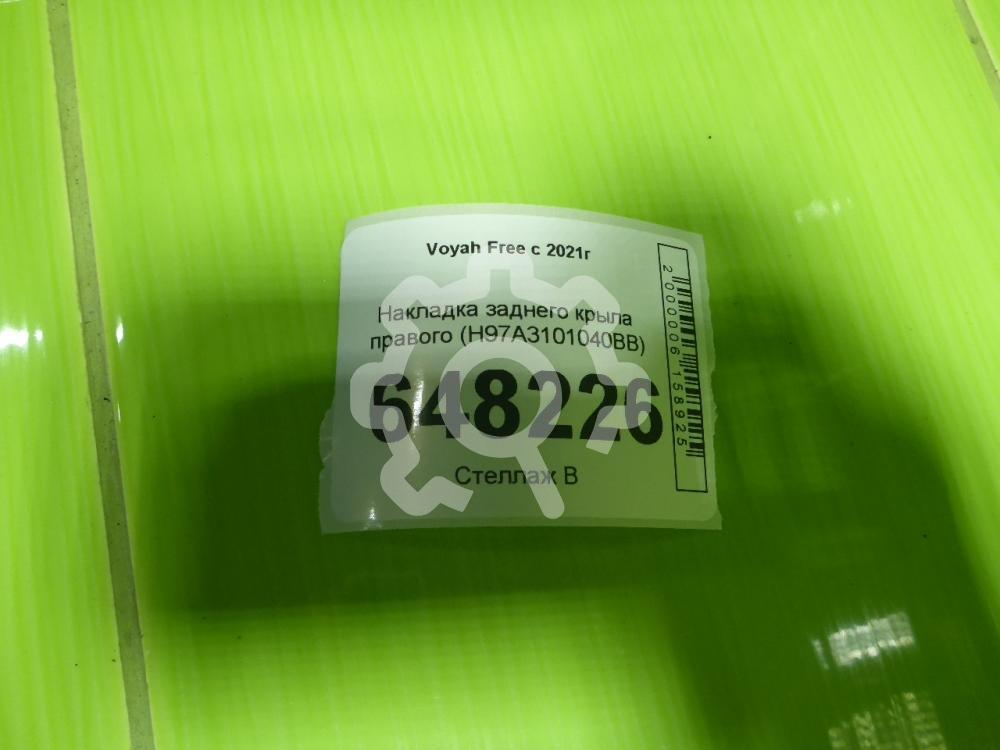 Voyah Free с 2021г
Накладка заднего крыла
правого (H97A3101040BB)
648226
Стеллаж В
2000006158925